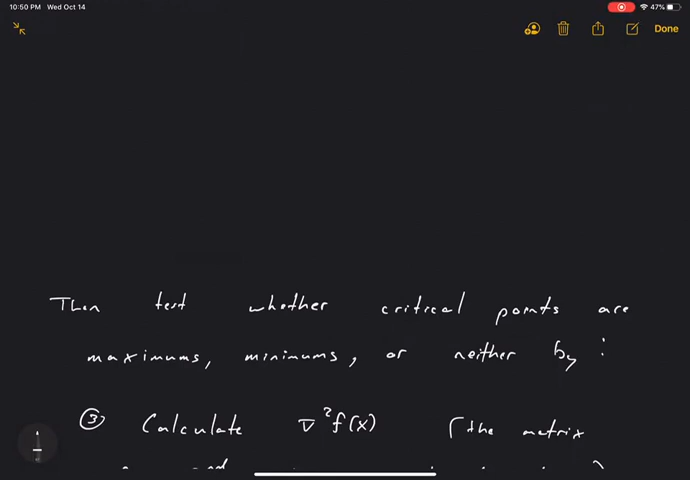 10:50 PM Wed Oct 14 47%
Done
Then test whether critical points are
maximums, minimums, or neither by :
③ Calculate ∇²f(x) (the matrix